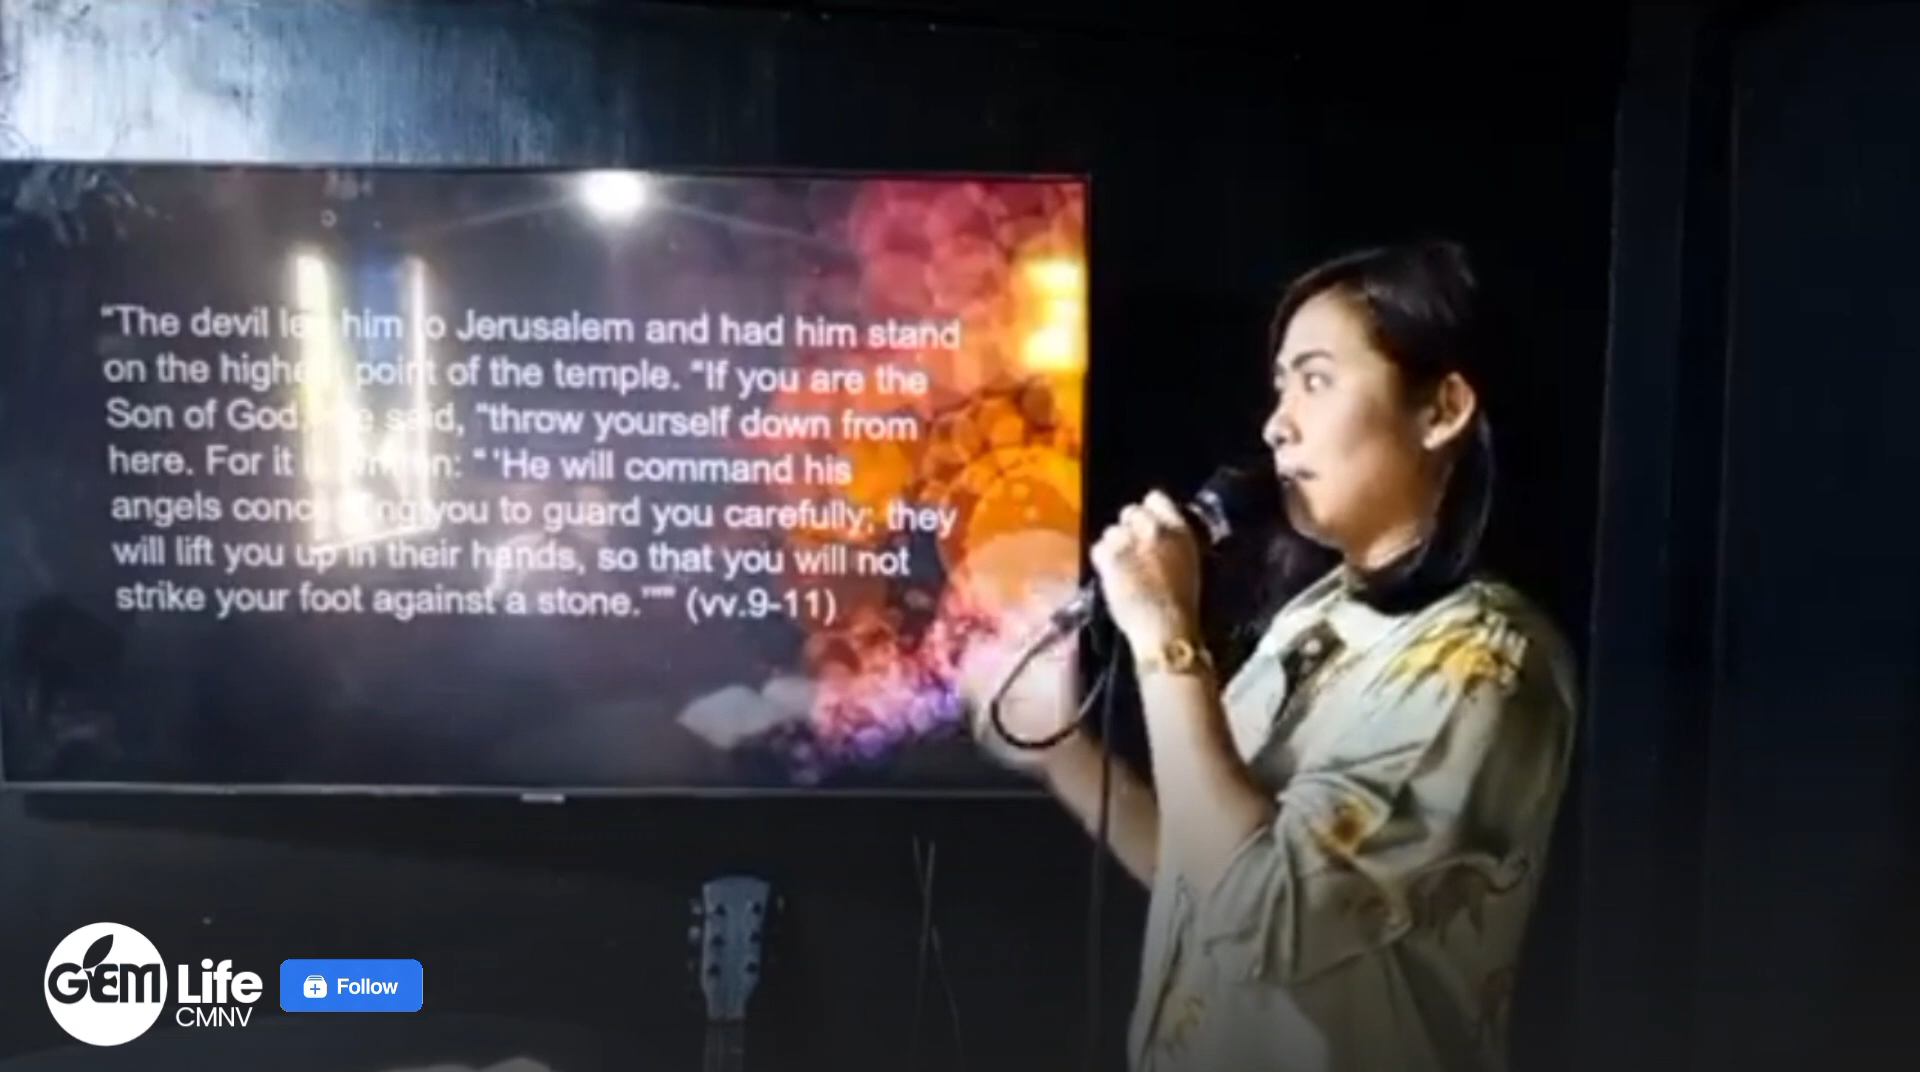 "The devil led him to Jerusalem and had him stand
on the highest point of the temple. "If you are the
Son of God," he said, "throw yourself down from
here. For it is written: " 'He will command his
angels concerning you to guard you carefully; they
will lift you up in their hands, so that you will not
strike your foot against a stone.'"" (vv.9-11)
GEM Life
CMNV
Follow